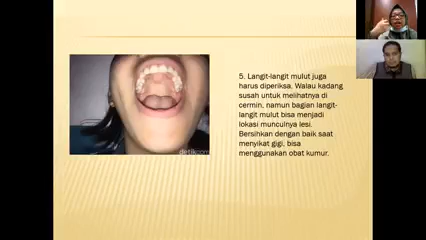 5. Langit-langit mulut juga
harus diperiksa. Walau kadang
susah untuk melihatnya di
cermin, namun bagian langit-
langit mulut bisa menjadi
lokasi munculnya lesi.
Bersihkan dengan baik saat
menyikat gigi, bisa
menggunakan obat kumur.
detikcom